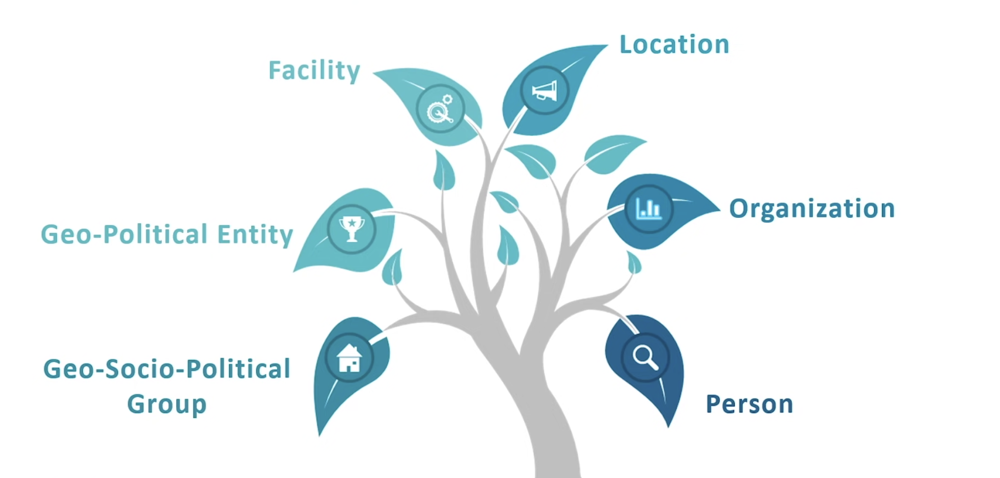 Location
Facility
Organization
Geo-Political Entity
Geo-Socio-Political
Group
Person